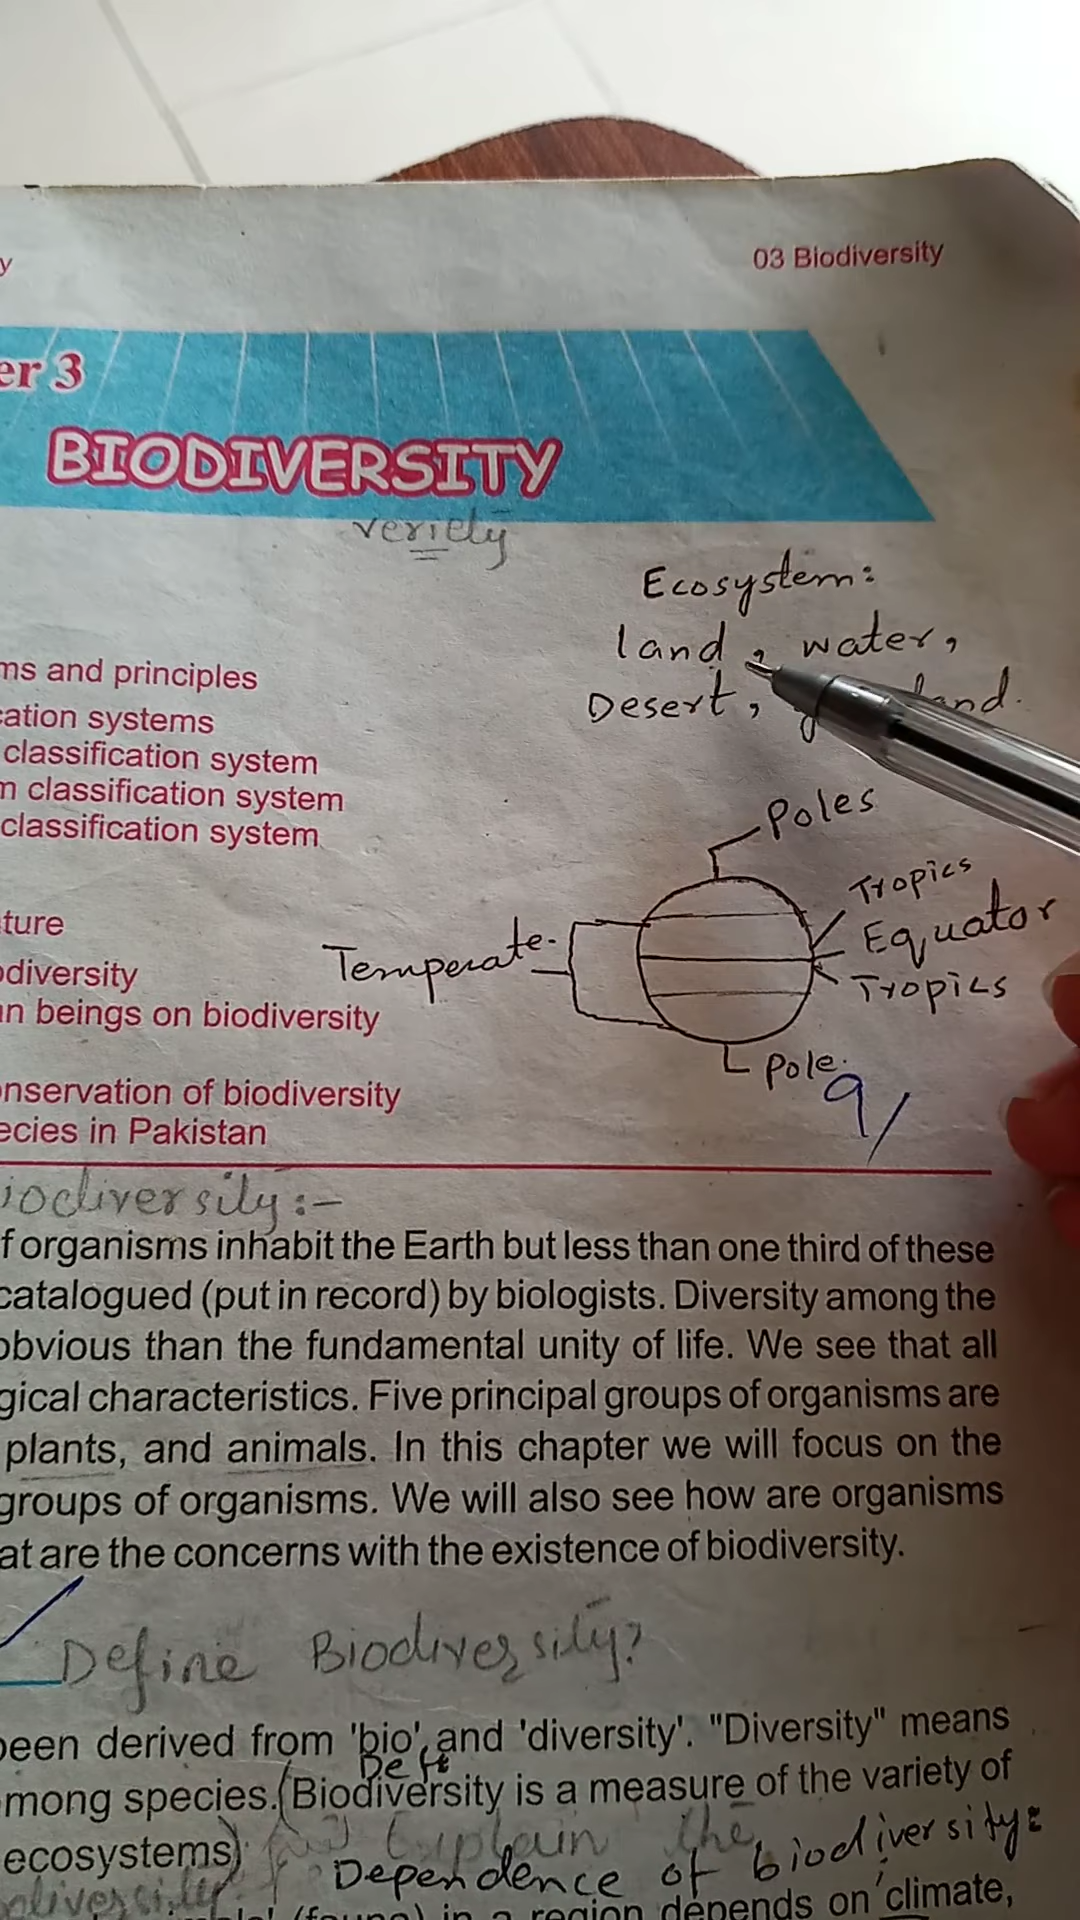 y
03 Biodiversity
er 3
BIODIVERSITY
veriety
Ecosystem:
land, water,
Desert,
ms and principles
cation systems
classification system
m classification system
classification system
Poles
Tropics
Equator
Tropics
Temperate
Pole.
9/
ture
odiversity
an beings on biodiversity
onservation of biodiversity
ecies in Pakistan
iodiversity:-
f organisms inhabit the Earth but less than one third of these
catalogued (put in record) by biologists. Diversity among the
obvious than the fundamental unity of life. We see that all
gical characteristics. Five principal groups of organisms are
plants, and animals. In this chapter we will focus on the
groups of organisms. We will also see how are organisms
at are the concerns with the existence of biodiversity.
Define Biodiversity?
been derived from 'bio' and 'diversity'. "Diversity" means
mong species. (Biodiversity is a measure of the variety of
ecosystems)
Explain the
Dependence of biodiversity:
in a region depends on climate,